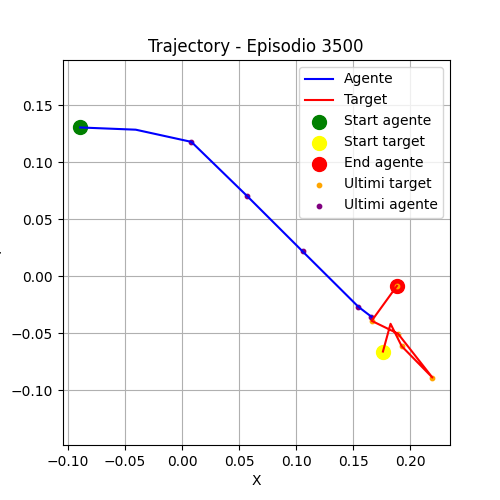 Trajectory - Episodio 3500
Agente
Target
Start agente
Start target
End agente
Ultimi target
Ultimi agente
0.15
0.10
0.05
0.00
−0.05
−0.10
−0.10
−0.05
0.00
0.05
0.10
0.15
0.20
X